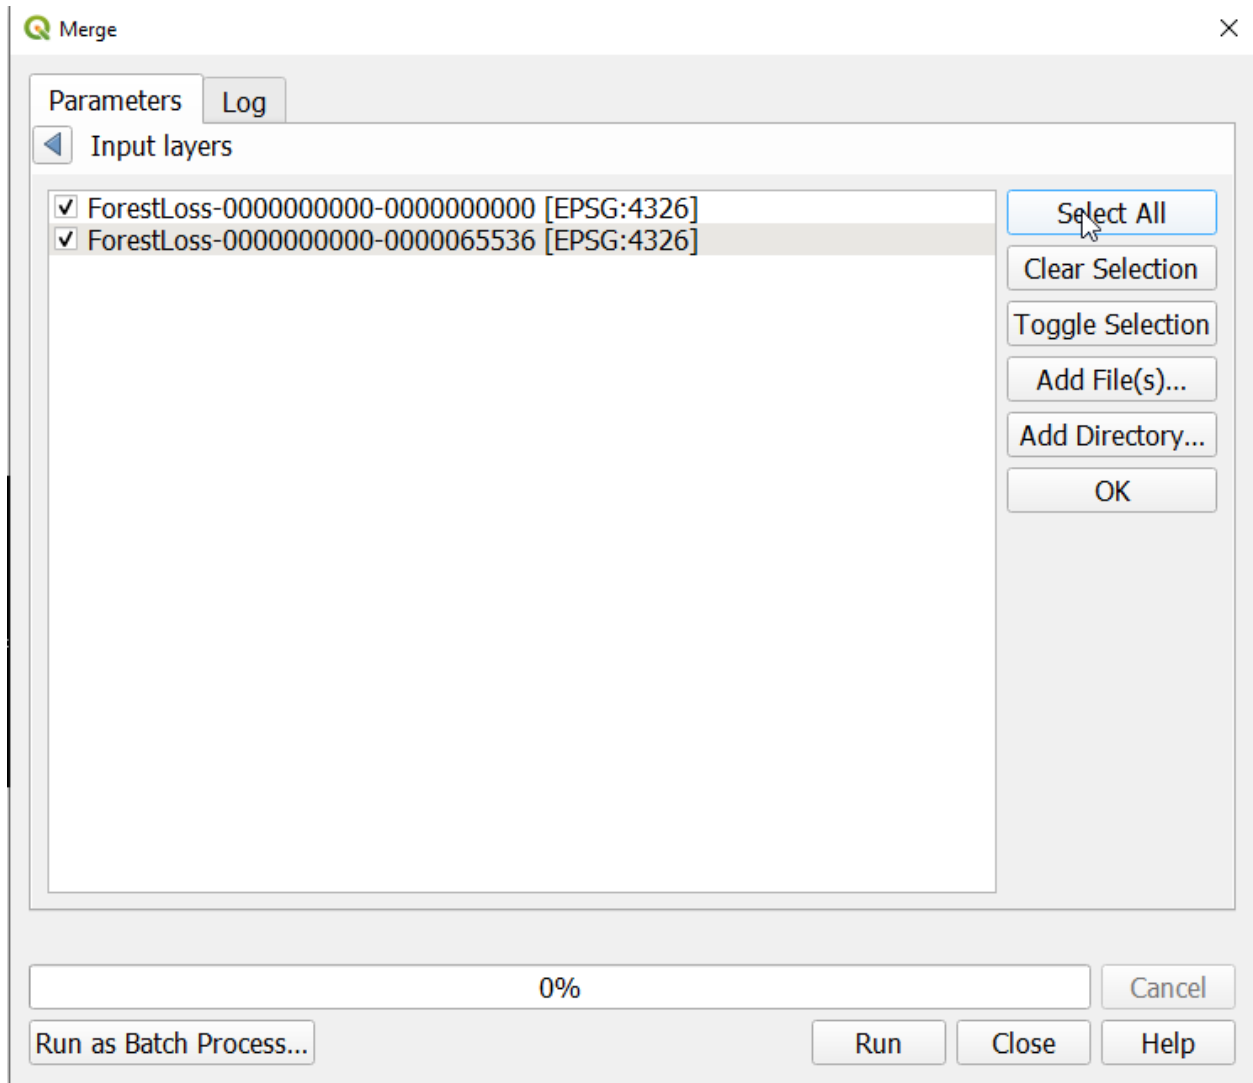 Merge
Parameters
Log
Input layers
ForestLoss-0000000000-0000000000 [EPSG:4326]
ForestLoss-0000000000-0000065536 [EPSG:4326]
Select All
Clear Selection
Toggle Selection
Add File(s)...
Add Directory...
OK
0%
Cancel
Run as Batch Process...
Run
Close
Help